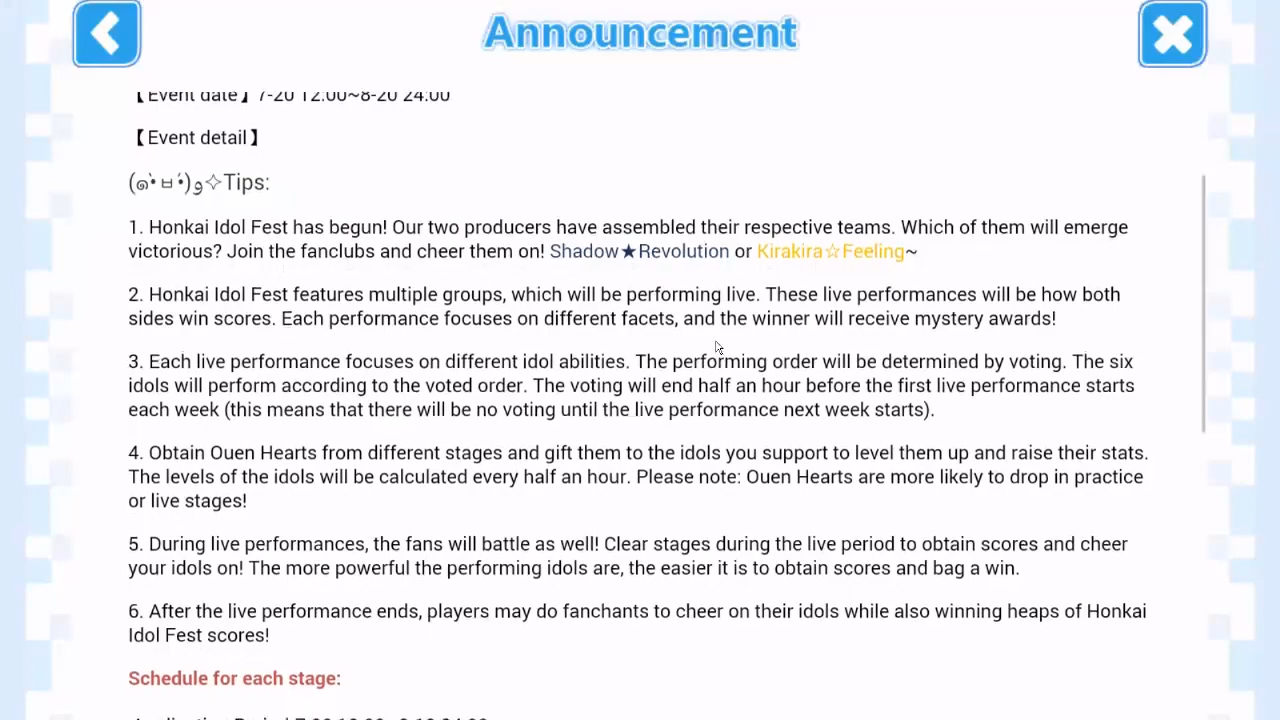 Announcement
【Event date】7-20 12:00~8-20 24:00
【Event detail】
(๑•̀ㅂ•́)و✧Tips:
1. Honkai Idol Fest has begun! Our two producers have assembled their respective teams. Which of them will emerge
victorious? Join the fanclubs and cheer them on! Shadow★Revolution or Kirakira☆Feeling~
2. Honkai Idol Fest features multiple groups, which will be performing live. These live performances will be how both
sides win scores. Each performance focuses on different facets, and the winner will receive mystery awards!
3. Each live performance focuses on different idol abilities. The performing order will be determined by voting. The six
idols will perform according to the voted order. The voting will end half an hour before the first live performance starts
each week (this means that there will be no voting until the live performance next week starts).
4. Obtain Ouen Hearts from different stages and gift them to the idols you support to level them up and raise their stats.
The levels of the idols will be calculated every half an hour. Please note: Ouen Hearts are more likely to drop in practice
or live stages!
5. During live performances, the fans will battle as well! Clear stages during the live period to obtain scores and cheer
your idols on! The more powerful the performing idols are, the easier it is to obtain scores and bag a win.
6. After the live performance ends, players may do fanchants to cheer on their idols while also winning heaps of Honkai
Idol Fest scores!
Schedule for each stage: